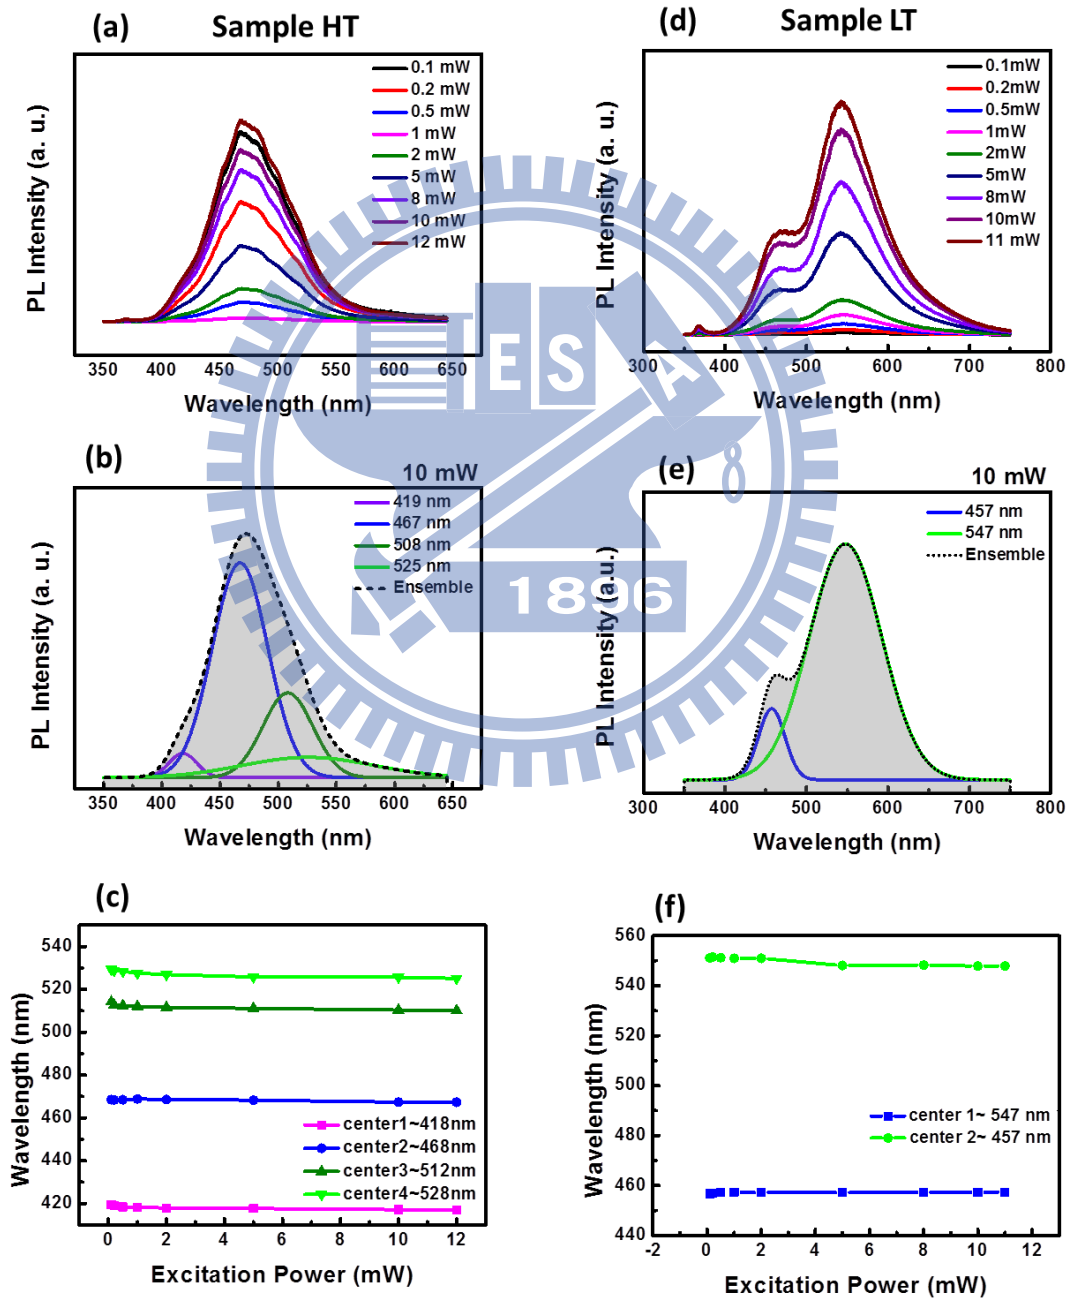 (a)
Sample HT
PL Intensity (a. u.)
0.1 mW
0.2 mW
0.5 mW
1 mW
2 mW
5 mW
8 mW
10 mW
12 mW
350 400 450 500 550 600 650
Wavelength (nm)
(d)
Sample LT
PL Intensity (a. u.)
0.1mW
0.2mW
0.5mW
1mW
2mW
5mW
8mW
10mW
11 mW
300 400 500 600 700 800
Wavelength (nm)
ESA
8
1896
(b)
10 mW
PL Intensity (a. u.)
419 nm
467 nm
508 nm
525 nm
Ensemble
350 400 450 500 550 600 650
Wavelength (nm)
(e)
10 mW
PL Intensity (a.u.)
457 nm
547 nm
Ensemble
300 400 500 600 700 800
Wavelength (nm)
(c)
Wavelength (nm)
540
520
500
480
460
440
420
center1~418nm
center2~468nm
center3~512nm
center4~528nm
0 2 4 6 8 10 12
Excitation Power (mW)
(f)
Wavelength (nm)
560
540
520
500
480
460
440
center 1~ 547 nm
center 2~ 457 nm
-2 0 2 4 6 8 10 12
Excitation Power (mW)